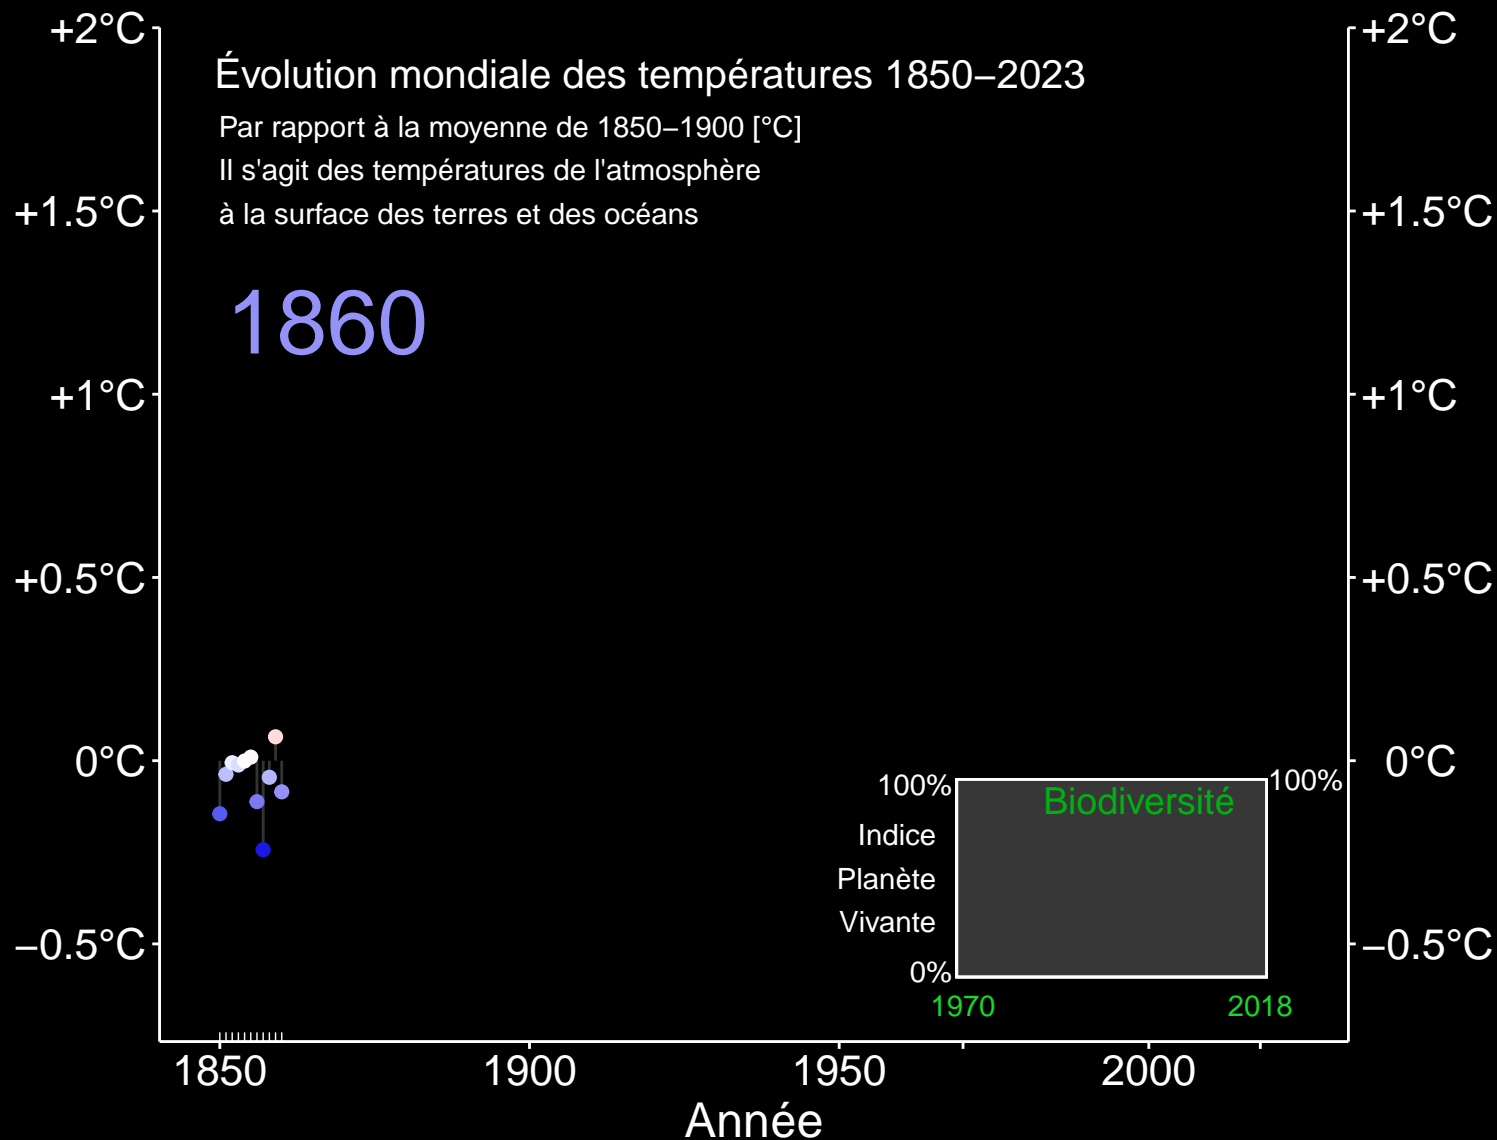 +2°C
+2°C
Évolution mondiale des températures 1850–2023
Par rapport à la moyenne de 1850–1900 [°C]
Il s'agit des températures de l'atmosphère
à la surface des terres et des océans
+1.5°C
+1.5°C
1860
+1°C
+1°C
+0.5°C
+0.5°C
0°C
0°C
100%
100%
Biodiversité
Indice
Planète
Vivante
0%
–0.5°C
–0.5°C
1970
2018
1850
1900
1950
2000
Année